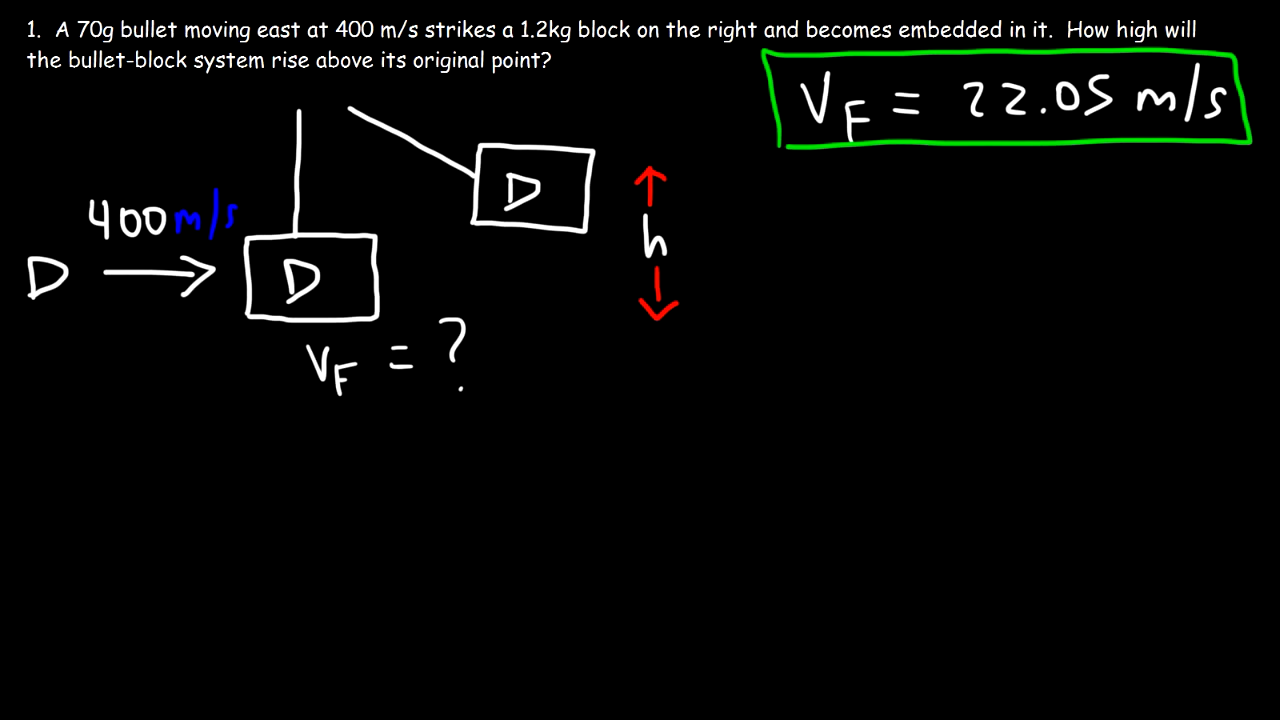 1. A 70g bullet moving east at 400 m/s strikes a 1.2kg block on the right and becomes embedded in it. How high will
the bullet-block system rise above its original point?
VF = 22.05 m/s
400 m/s
h
VF = ?